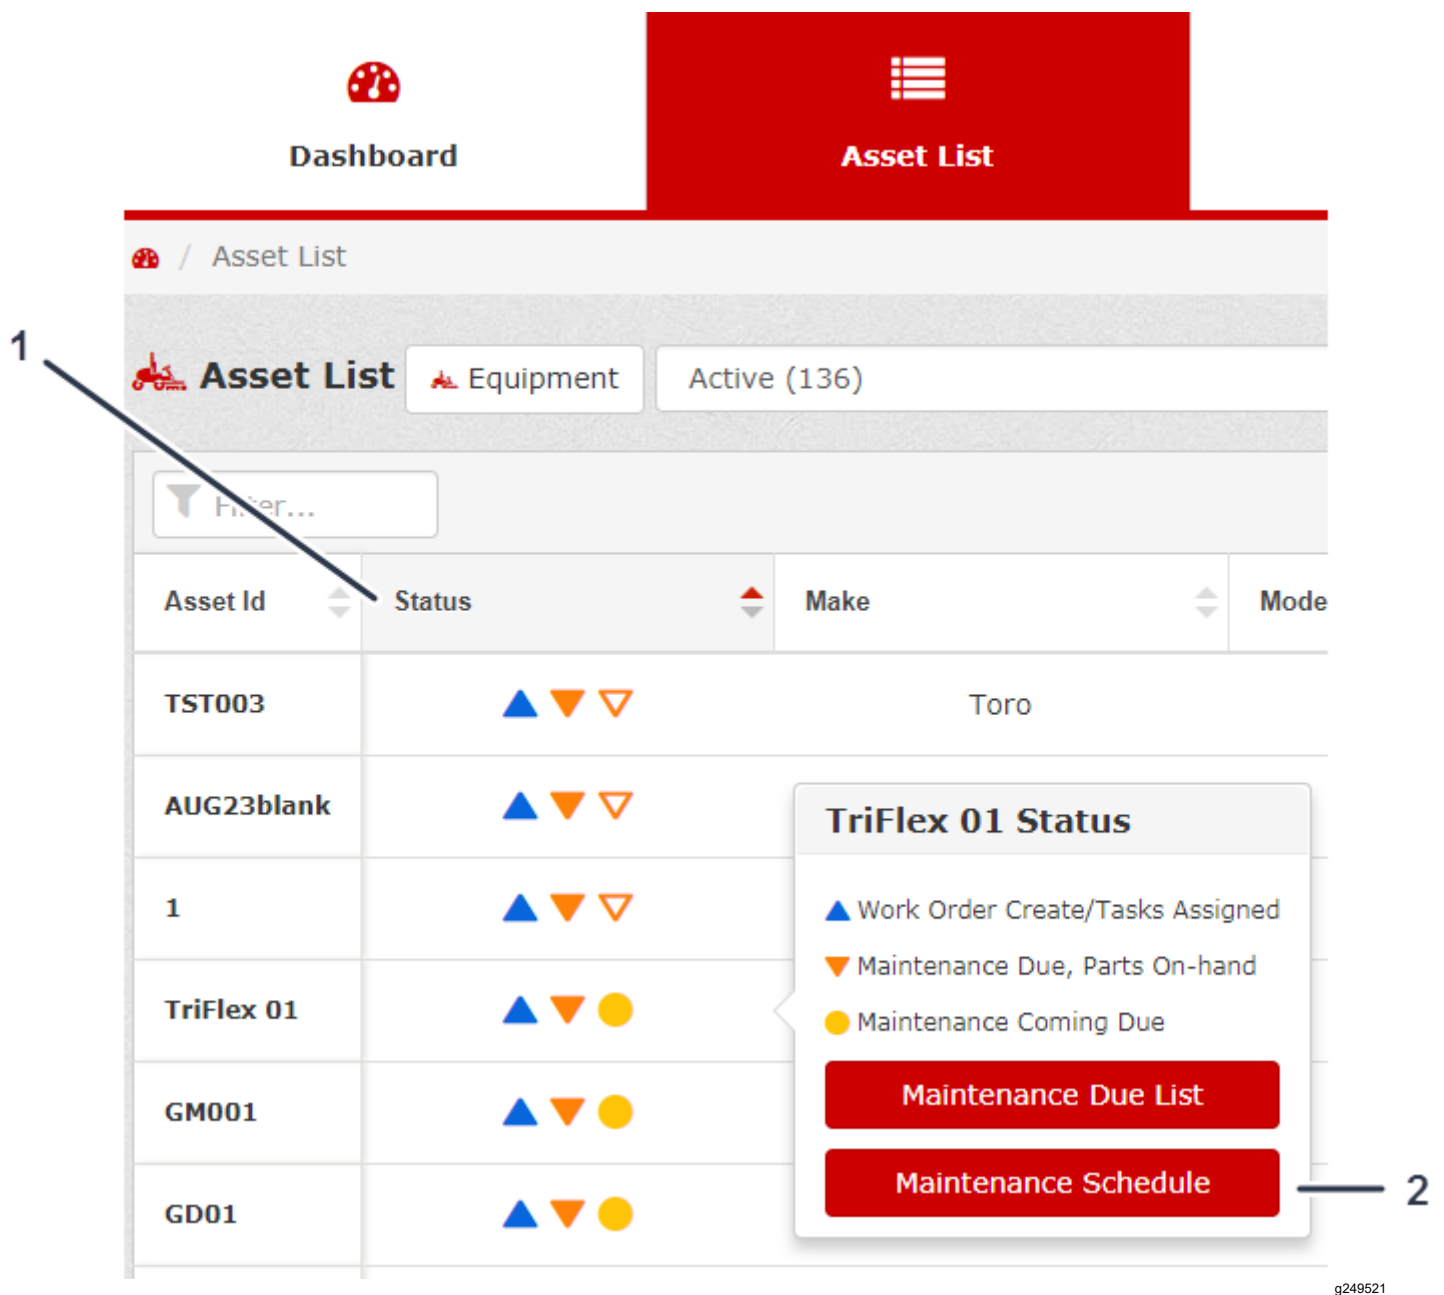 Dashboard
Asset List
/ Asset List
1
Asset List Equipment Active (136)
Filter...
Asset Id Status Make Mode
TST003 Toro
AUG23blank
TriFlex 01 Status
1
Work Order Create/Tasks Assigned
Maintenance Due, Parts On-hand
TriFlex 01
Maintenance Coming Due
Maintenance Due List
GM001
Maintenance Schedule
2
GD01
g249521